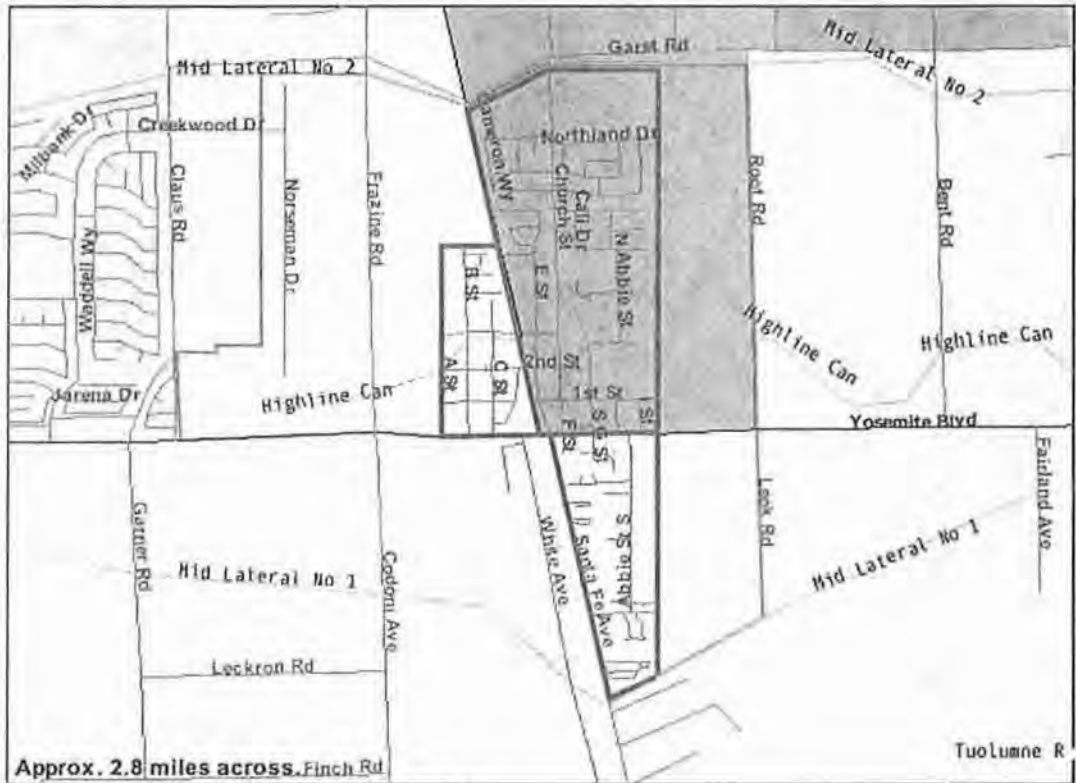 Garst Rd
Mid Lateral No 2
Mid Lateral No 2
Millbank Dr
Creekwood Dr
Cameron WY
Northland Dr
Claus Rd
Norseman Dr
Frazine Rd
Church St
Cali Dr
N Abbie St
Root Rd
Bent Rd
Waddell Wy
B St
E St
Highline Can
Highline Can
2nd St
A St
C St
Jarena Dr
Highline Can
1st St
St
Yosemite Blvd
F St
S G St
Garner Rd
White Ave
S Abbie St
Look Rd
Fairland Ave
Mid Lateral No 1
Codoni Ave
Santa Fe Ave
Mid Lateral No 1
Leckron Rd
Tuolumne R
Approx. 2.8 miles across.
Finch Rd